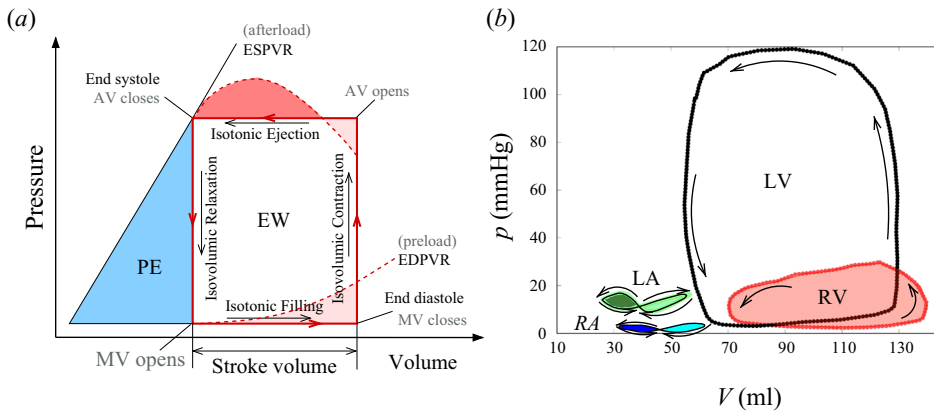 (a)
(afterload)
ESPVR
End systole
AV closes
AV opens
Isotonic Ejection
Pressure
Isovolumic Relaxation
EW
Isovolumic Contraction
PE
(preload)
EDPVR
Isotonic Filling
End diastole
MV closes
MV opens
Stroke volume
Volume
(b)
120
100
80
60
40
20
0
p (mmHg)
LV
LA
RV
RA
10
30
50
70
90
110
130
V (ml)